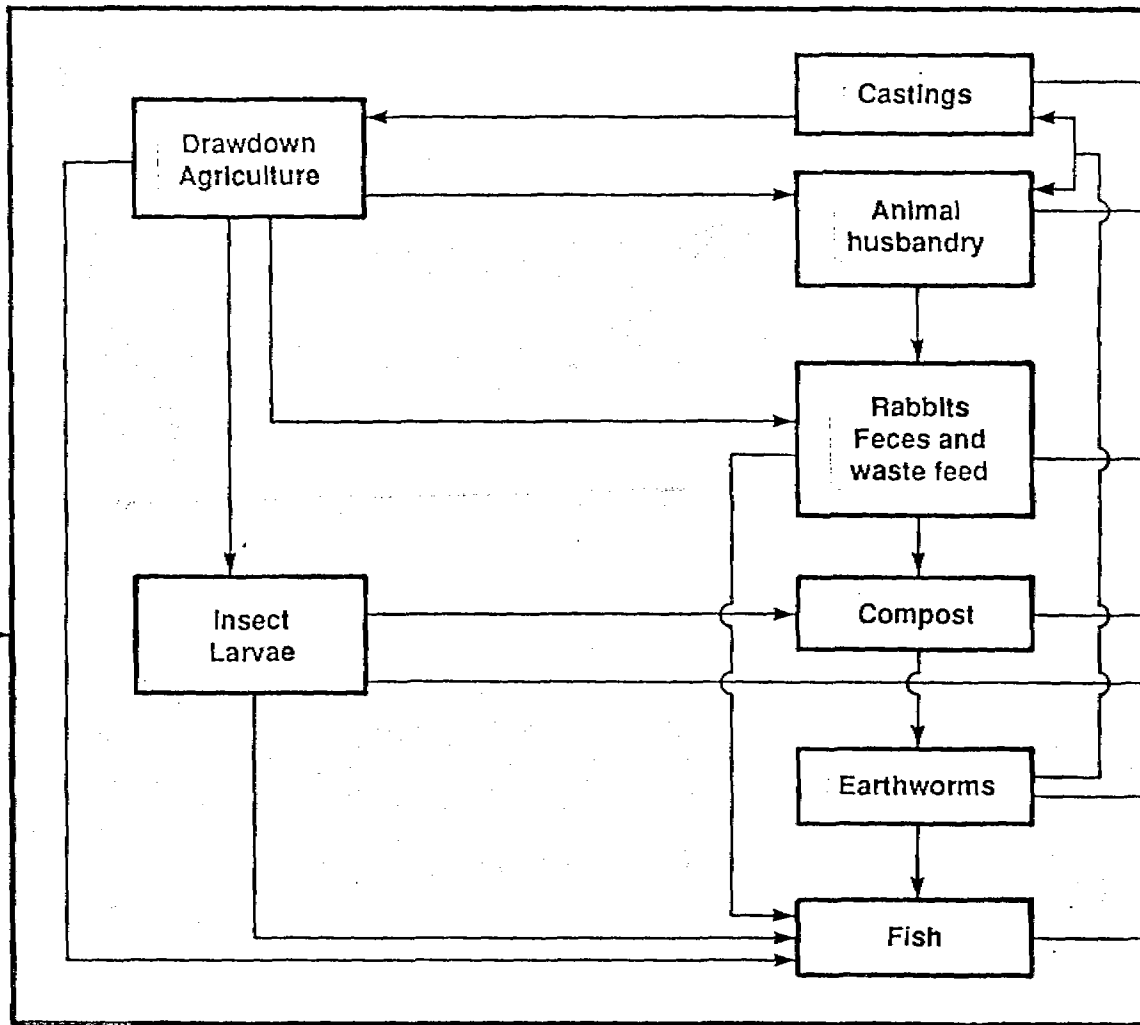 Castings
Drawdown
Agriculture
Animal
husbandry
Rabbits
Feces and
waste feed
Insect
Larvae
Compost
Earthworms
Fish